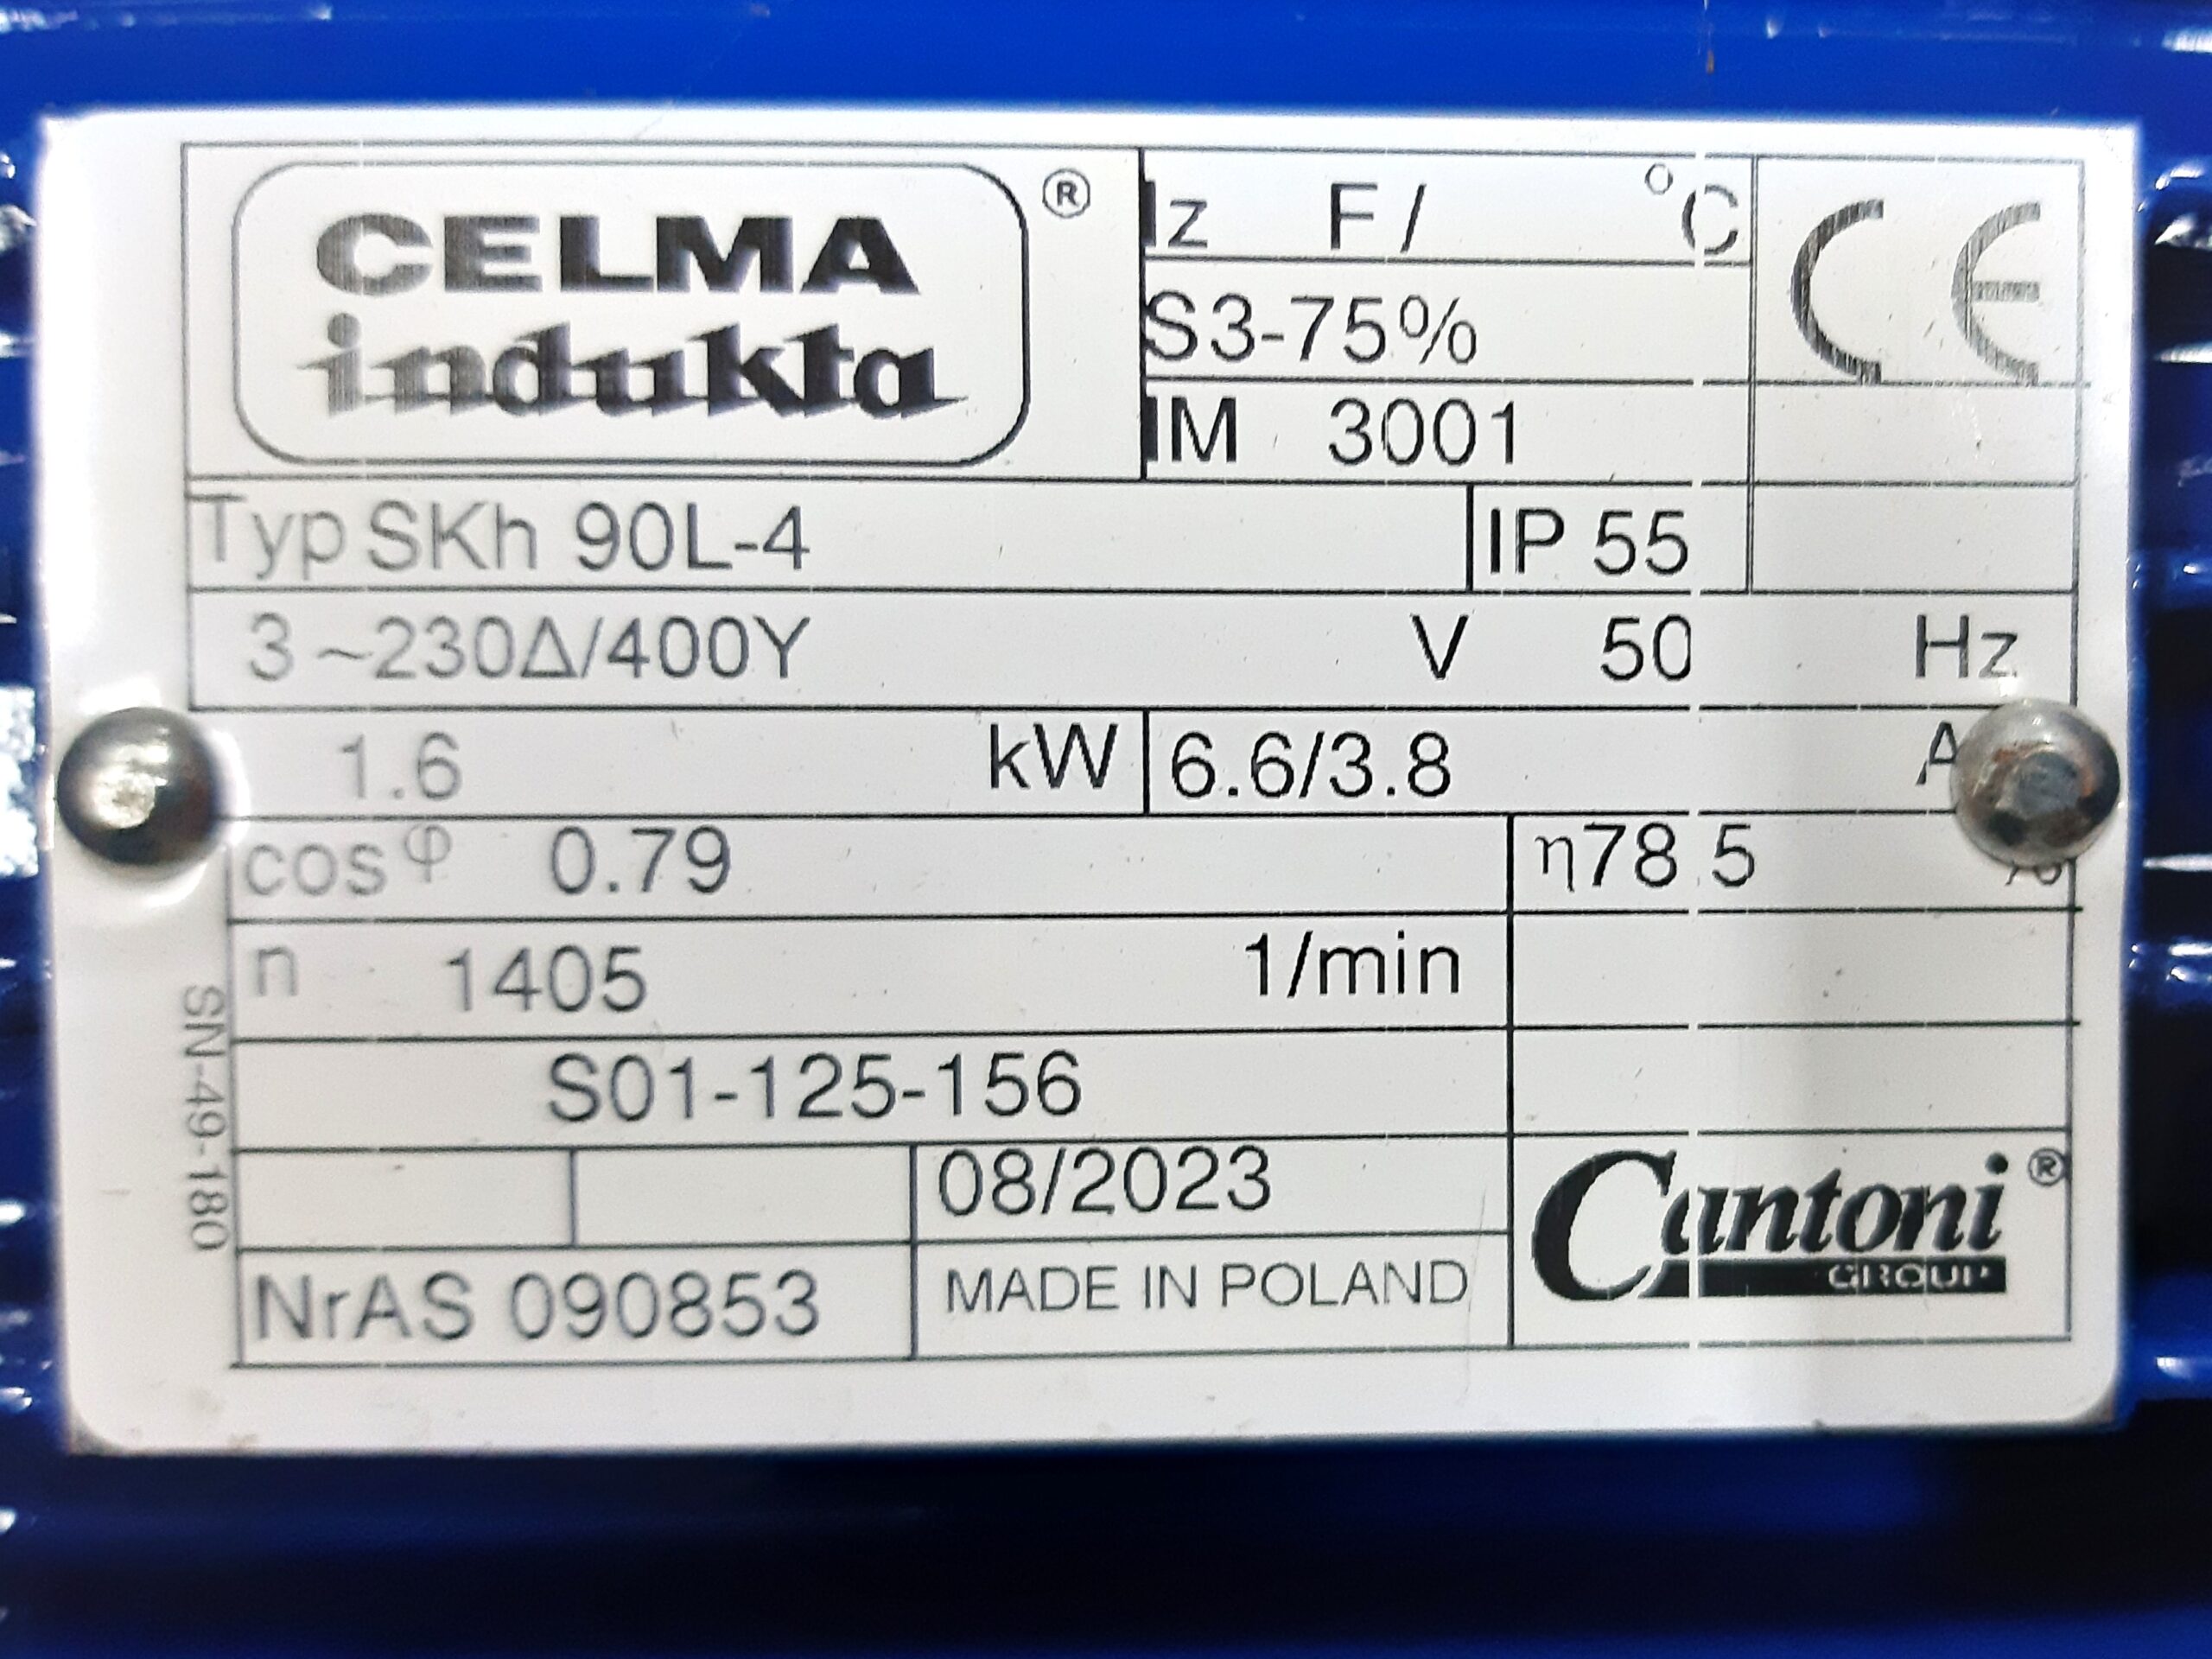 CELMA ®
indukta
Iz F/ °C
CE
S3-75%
IM 3001
Typ SKh 90L-4 IP 55
3~230Δ/400Y V 50 Hz
1.6 kW 6.6/3.8 A
cos φ 0.79 η78.5 %
n 1405 1/min
S01-125-156
SN-49-180
08/2023
NrAS 090853
MADE IN POLAND
Cantoni ®
GROUP